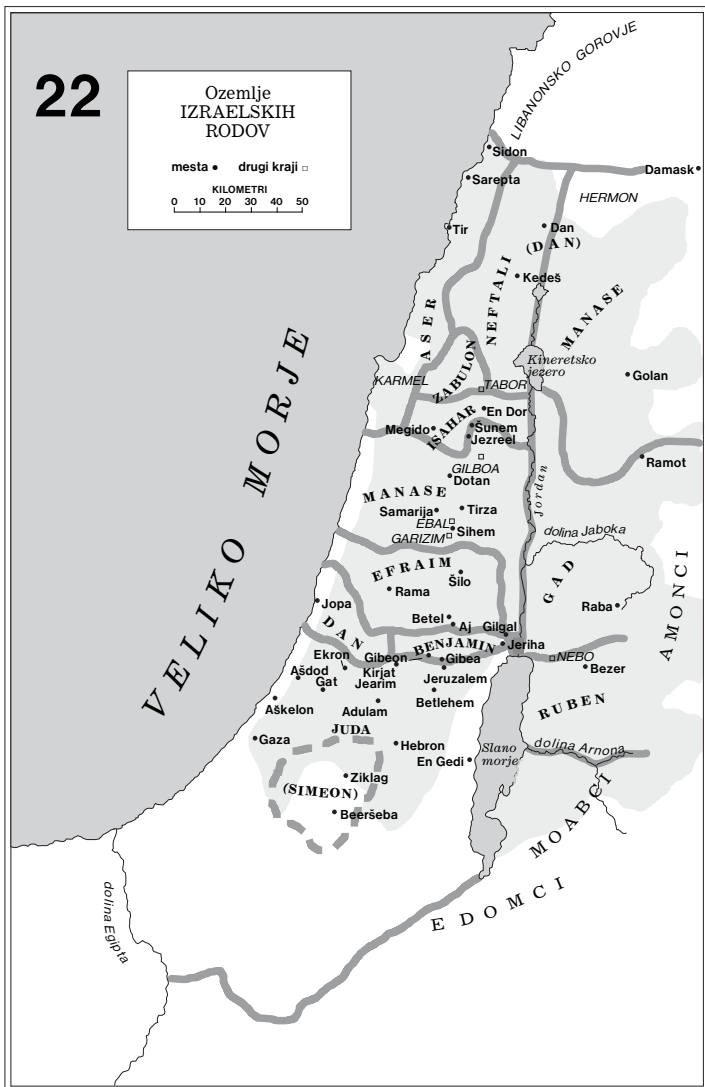 22
Ozemlje
IZRAELSKIH
RODOV
mesta
drugi kraji
KILOMETRI
0 10 20 30 40 50
LIBANONSKO GOROVJE
Sidon
Damask
Sarepta
HERMON
Tir
Dan
(DAN)
NEFTALI
Kedeš
MANASE
ASER
ZABULON
Kineretsko
jezero
Golan
KARMEL
TABOR
VELIKO MORJE
ISAHAR
En Dor
Megido
Šunem
Jezreel
GILBOA
Ramot
Dotan
Jordan
MANASE
Samarija
Tirza
EBAL
Sihem
GARIZIM
dolina Jaboka
EFRAIM
Šilo
Rama
GAD
Raba
AMONCI
Jopa
DAN
Betel
Aj
Gilgal
BENJAMIN
Jeriha
Ekron
Gibeon
Gibea
NEBO
Bezer
Ašdod
Gat
Kirjat
Jearim
Jeruzalem
Betlehem
Aškelon
Adulam
RUBEN
JUDA
Gaza
Hebron
En Gedi
Slano
morje
dolina Arnona
Ziklag
(SIMEON)
Beeršeba
MOABCI
EDOMCI
dolina Egipta